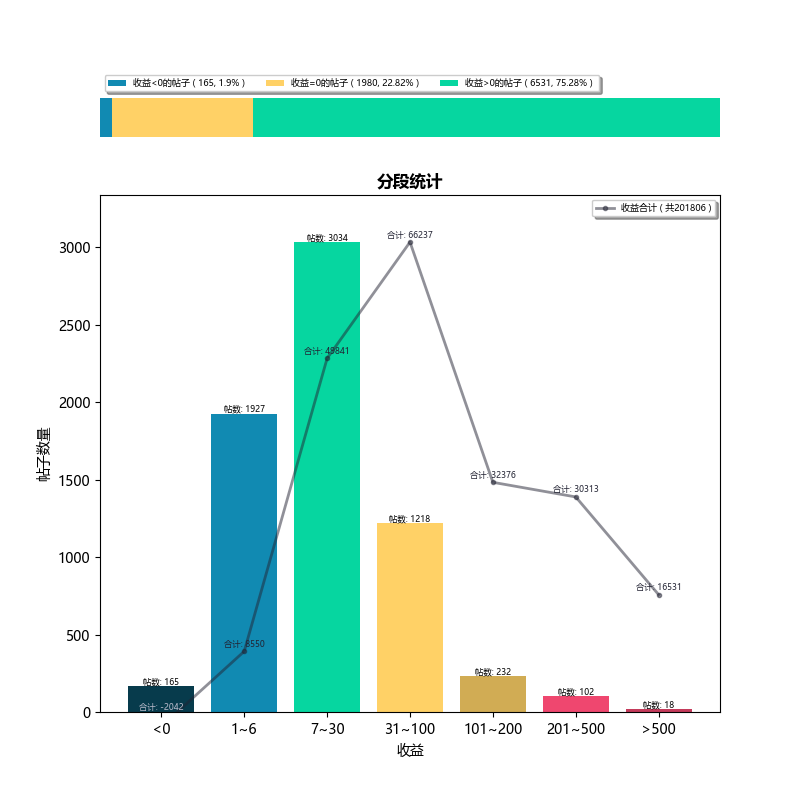 收益<0的帖子 ( 165, 1.9% ) 收益=0的帖子 ( 1980, 22.82% ) 收益>0的帖子 ( 6531, 75.28% )
分段统计
收益合计 ( 共201806 )
3000
2500
2000
1500
1000
500
0
帖子数量
帖数: 3034
合计: 66237
合计: 49841
帖数: 1927
合计: 32376
合计: 30313
帖数: 1218
合计: 16531
合计: 8550
帖数: 232
帖数: 165
帖数: 102
帖数: 18
合计: -2042
<0 1~6 7~30 31~100 101~200 201~500 >500
收益